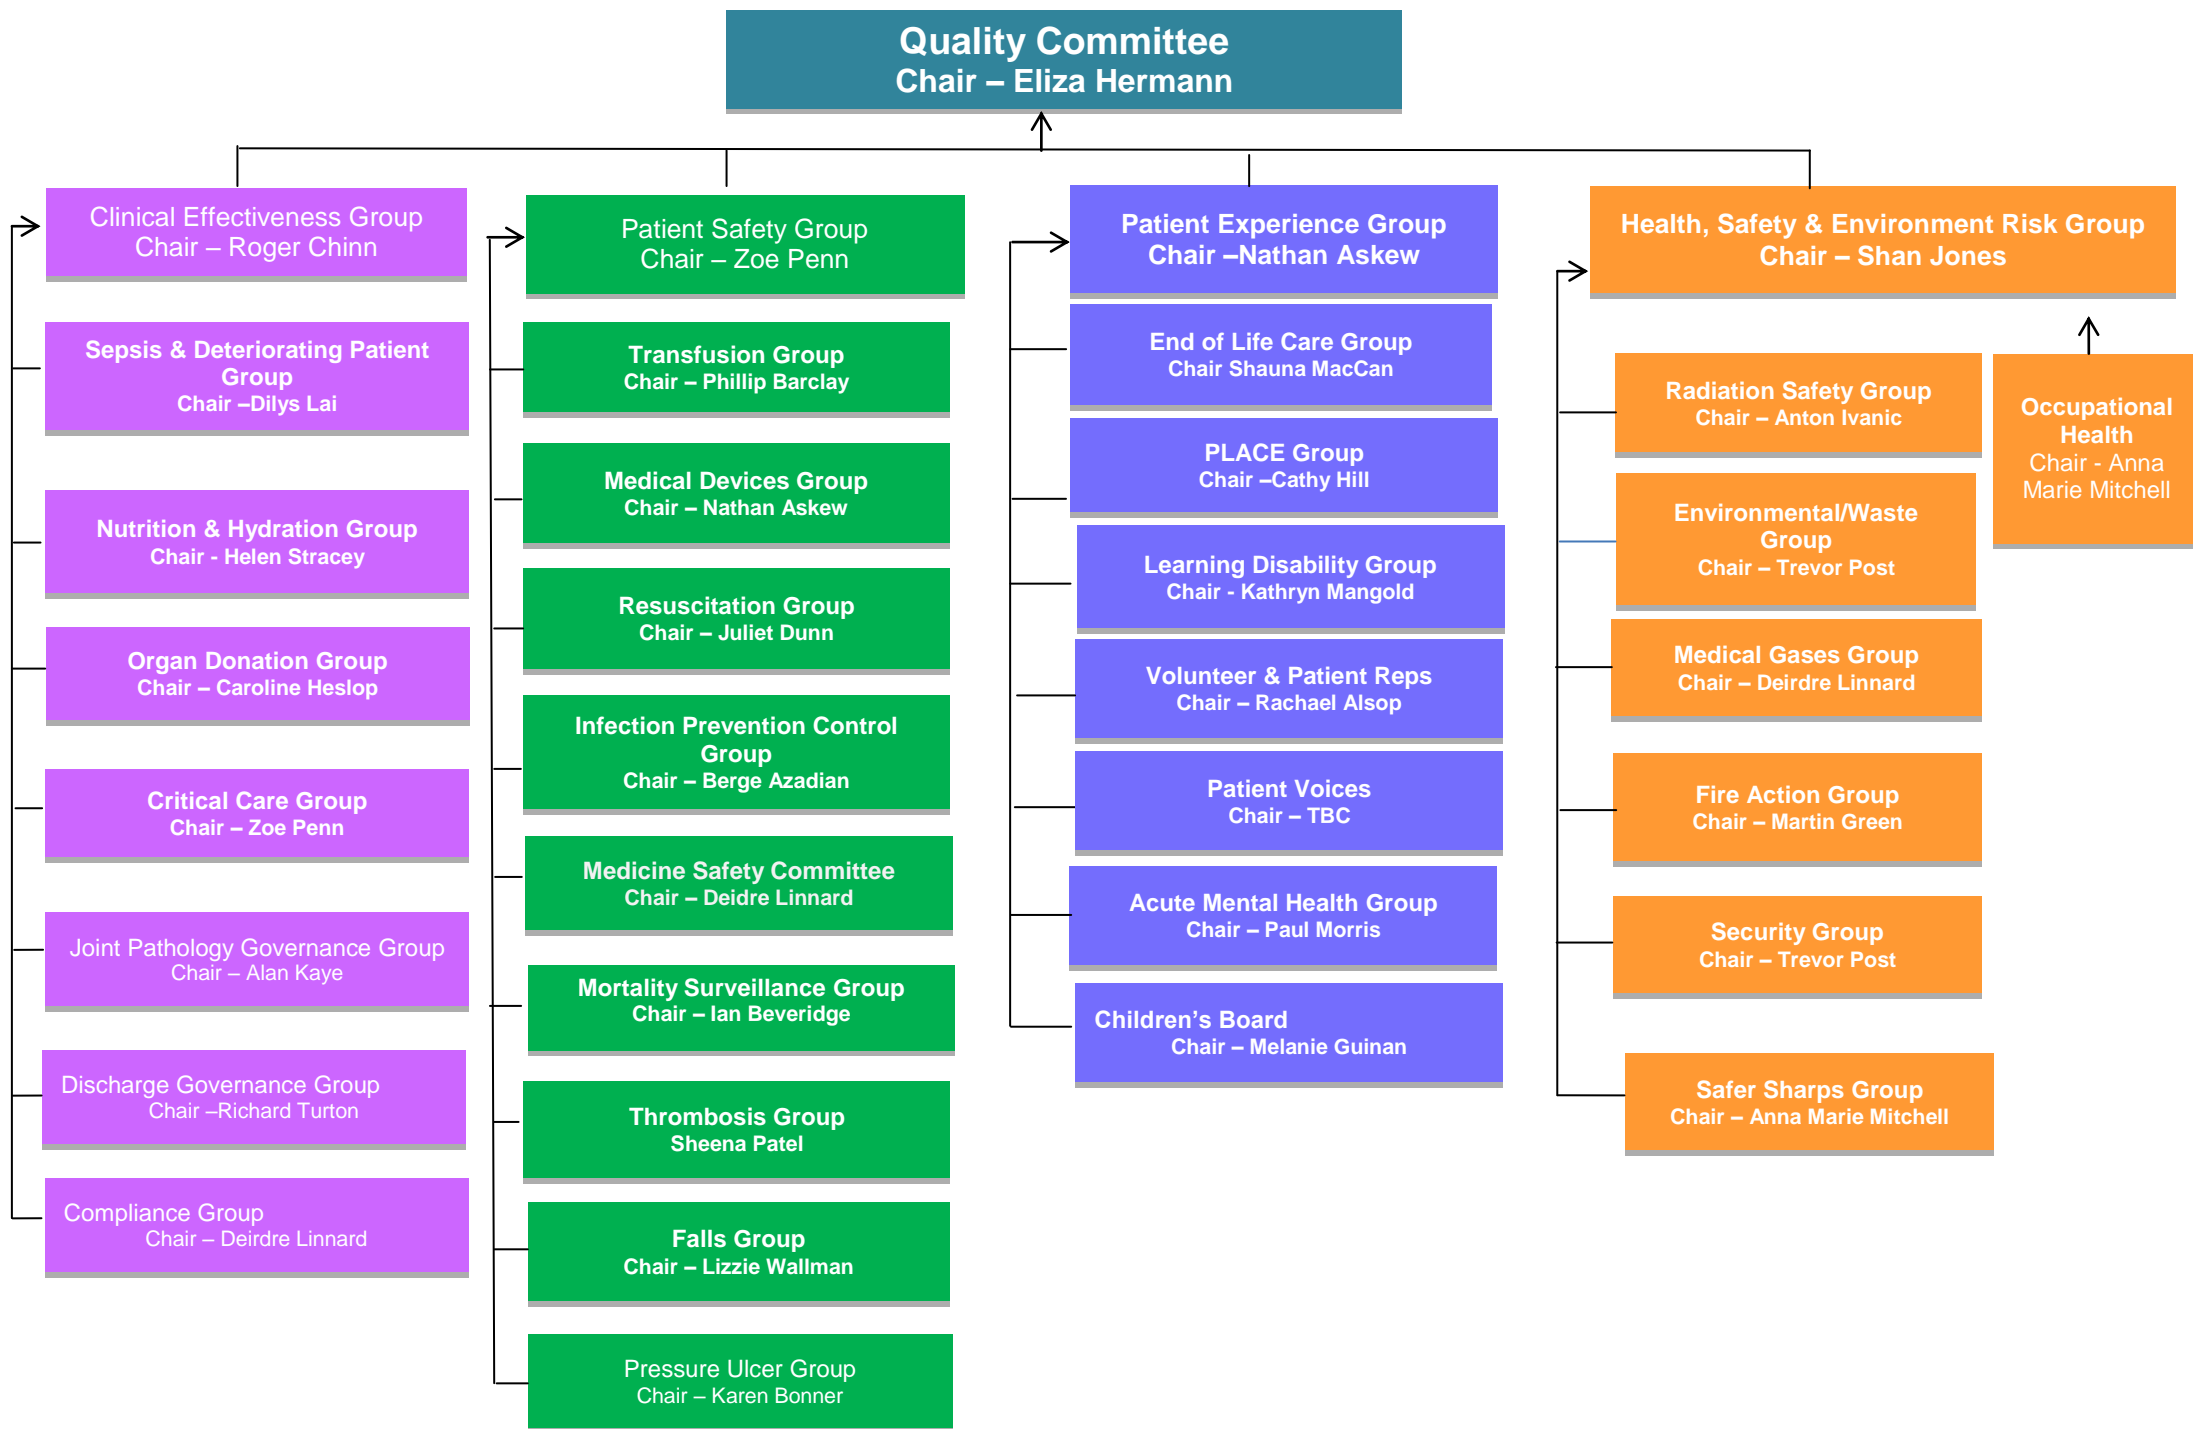 Quality Committee
Chair – Eliza Hermann
Clinical Effectiveness Group
Chair – Roger Chinn
Sepsis & Deteriorating Patient
Group
Chair –Dilys Lai
Nutrition & Hydration Group
Chair - Helen Stracey
Organ Donation Group
Chair – Caroline Heslop
Critical Care Group
Chair – Zoe Penn
Joint Pathology Governance Group
Chair – Alan Kaye
Discharge Governance Group
Chair –Richard Turton
Compliance Group
Chair – Deirdre Linnard
Patient Safety Group
Chair – Zoe Penn
Transfusion Group
Chair – Phillip Barclay
Medical Devices Group
Chair – Nathan Askew
Resuscitation Group
Chair – Juliet Dunn
Infection Prevention Control
Group
Chair – Berge Azadian
Medicine Safety Committee
Chair – Deidre Linnard
Mortality Surveillance Group
Chair – Ian Beveridge
Thrombosis Group
Sheena Patel
Falls Group
Chair – Lizzie Wallman
Pressure Ulcer Group
Chair – Karen Bonner
Patient Experience Group
Chair –Nathan Askew
End of Life Care Group
Chair Shauna MacCan
PLACE Group
Chair –Cathy Hill
Learning Disability Group
Chair - Kathryn Mangold
Volunteer & Patient Reps
Chair – Rachael Alsop
Patient Voices
Chair – TBC
Acute Mental Health Group
Chair – Paul Morris
Children’s Board
Chair – Melanie Guinan
Health, Safety & Environment Risk Group
Chair – Shan Jones
Radiation Safety Group
Chair – Anton Ivanic
Environmental/Waste
Group
Chair – Trevor Post
Medical Gases Group
Chair – Deirdre Linnard
Fire Action Group
Chair – Martin Green
Security Group
Chair – Trevor Post
Safer Sharps Group
Chair – Anna Marie Mitchell
Occupational
Health
Chair - Anna
Marie Mitchell